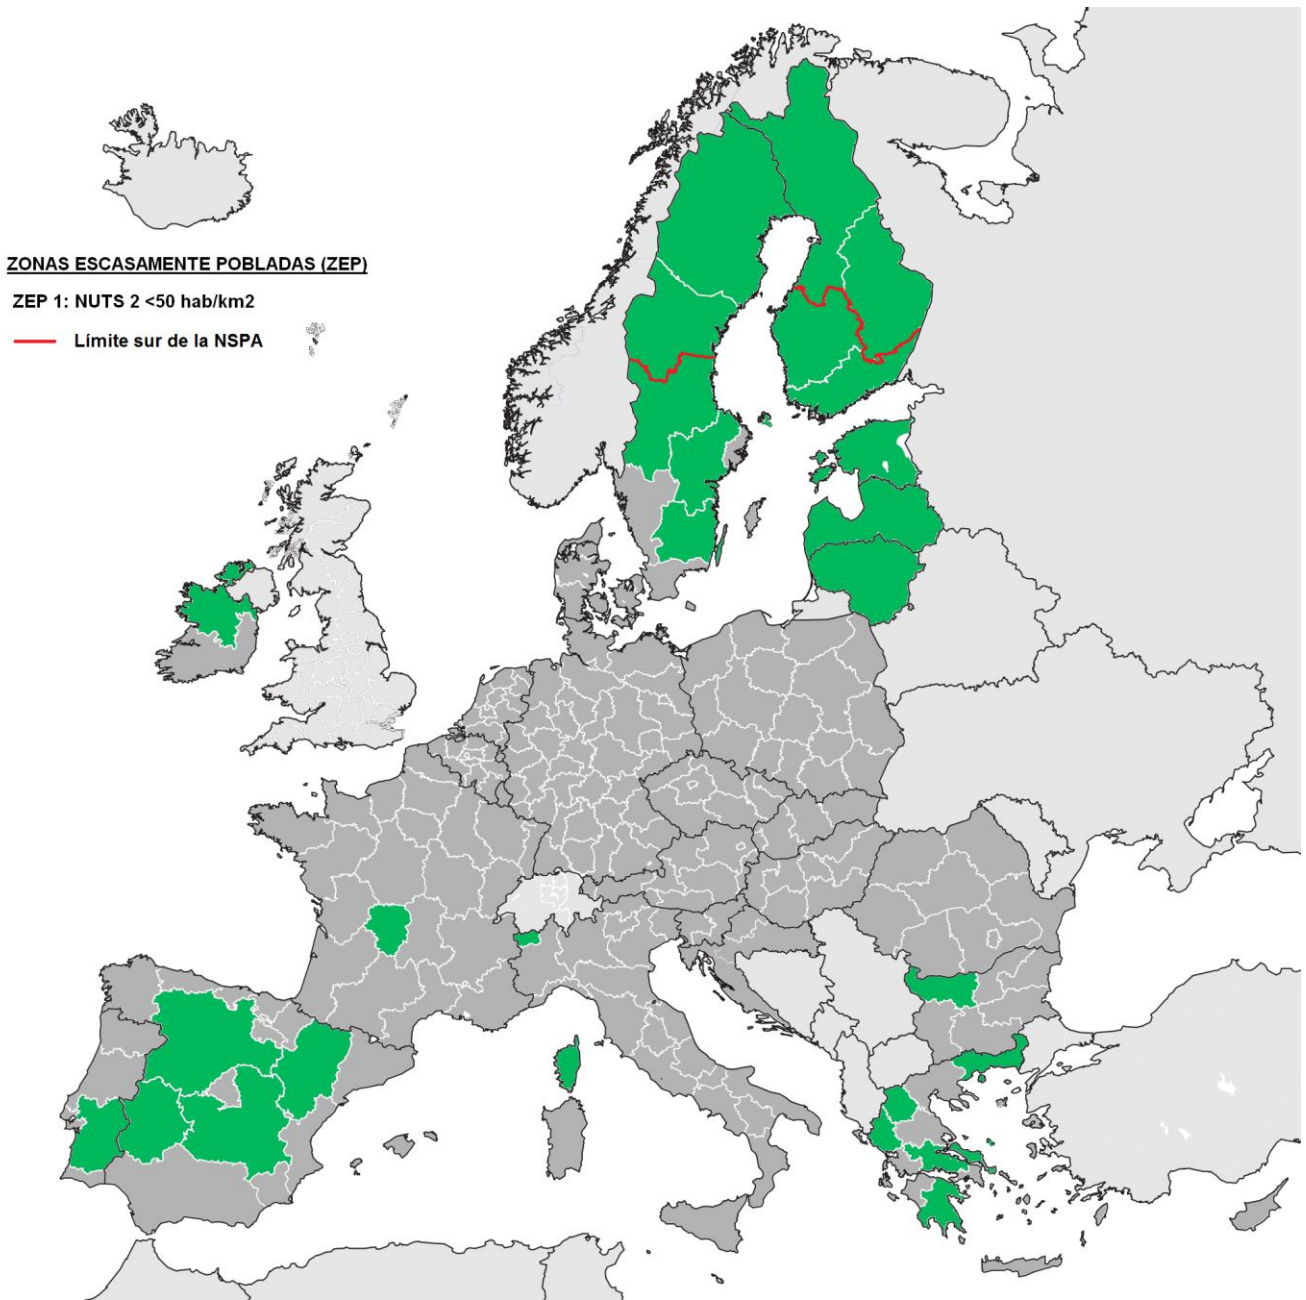 ZONAS ESCASAMENTE POBLADAS (ZEP)
ZEP 1: NUTS 2 <50 hab/km2
Límite sur de la NSPA